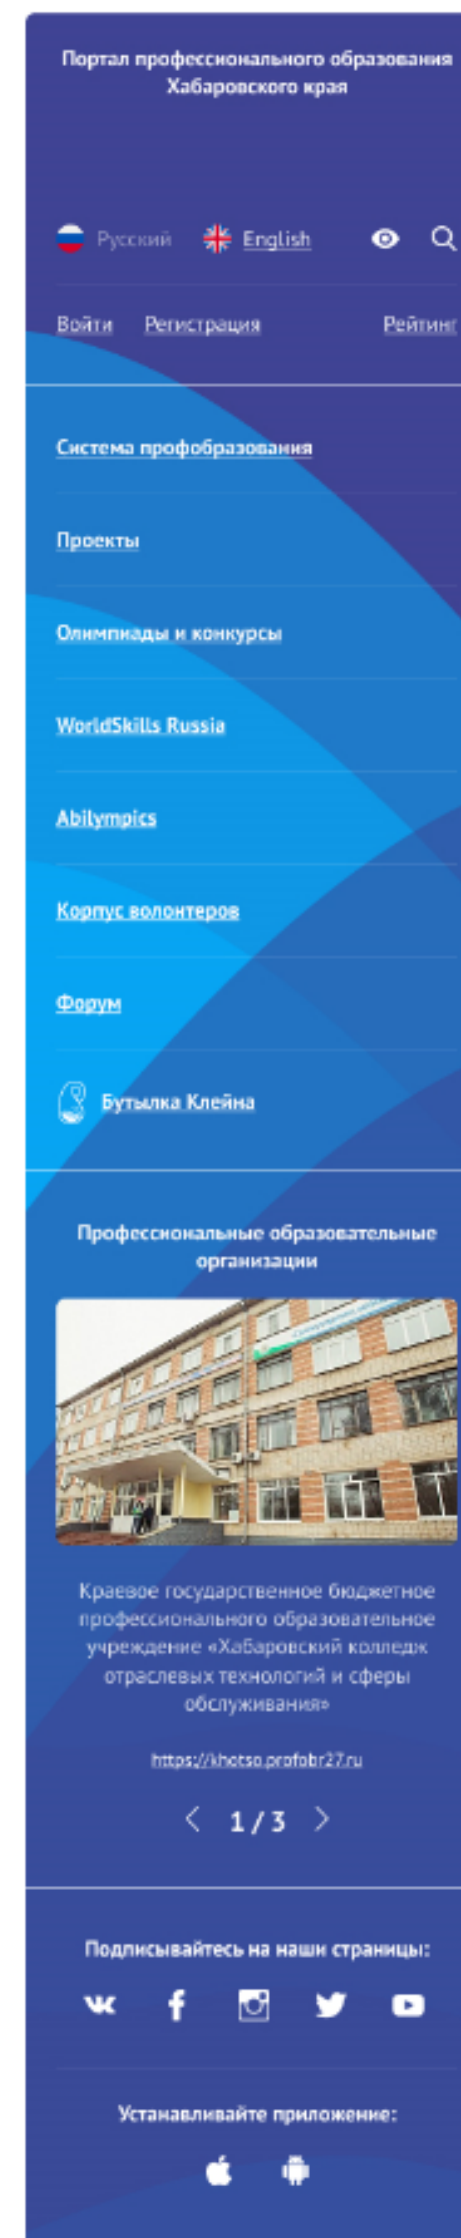 Портал профессионального образования
Хабаровского края
Русский English
Войти Регистрация Рейтинг
Система профобразования
Проекты
Олимпиады и конкурсы
WorldSkills Russia
Abilympics
Корпус волонтеров
Форум
Бутылка Клейна
Профессиональные образовательные
организации
Краевое государственное бюджетное
профессионального образовательное
учреждение «Хабаровский колледж
отраслевых технологий и сферы
обслуживания»
https://khotso.profobr27.ru
1 / 3
Подписывайтесь на наши страницы:
Устанавливайте приложение: